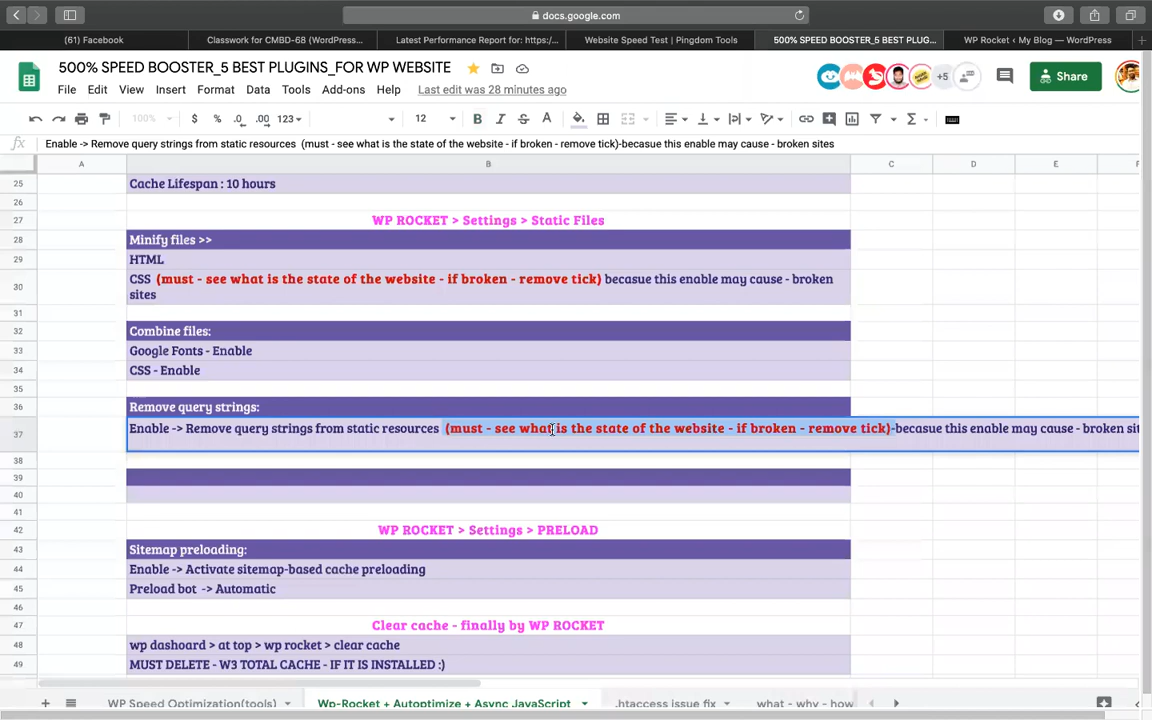 docs.google.com
(61) Facebook
Classwork for CMBD-68 (WordPress...
Latest Performance Report for: https:/...
Website Speed Test | Pingdom Tools
500% SPEED BOOSTER_5 BEST PLUG...
WP Rocket ‹ My Blog — WordPress
500% SPEED BOOSTER_5 BEST PLUGINS_FOR WP WEBSITE
+5
Share
File Edit View Insert Format Data Tools Add-ons Help Last edit was 28 minutes ago
100% $ % .0 .00 123 12 B I S A
fx Enable -> Remove query strings from static resources (must - see what is the state of the website - if broken - remove tick)-becasue this enable may cause - broken sites
A B C D E F
25 Cache Lifespan : 10 hours
26
27 WP ROCKET > Settings > Static Files
28 Minify files >>
29 HTML
30 CSS (must - see what is the state of the website - if broken - remove tick) becasue this enable may cause - broken
sites
31
32 Combine files:
33 Google Fonts - Enable
34 CSS - Enable
35
36 Remove query strings:
37 Enable -> Remove query strings from static resources (must - see what is the state of the website - if broken - remove tick)-becasue this enable may cause - broken sit
38
39
40
41
42 WP ROCKET > Settings > PRELOAD
43 Sitemap preloading:
44 Enable -> Activate sitemap-based cache preloading
45 Preload bot -> Automatic
46
47 Clear cache - finally by WP ROCKET
48 wp dashoard > at top > wp rocket > clear cache
49 MUST DELETE - W3 TOTAL CACHE - IF IT IS INSTALLED :)
WP Speed Optimization(tools)
Wp-Rocket + Autoptimize + Async JavaScript
.htaccess issue fix
what - why - how